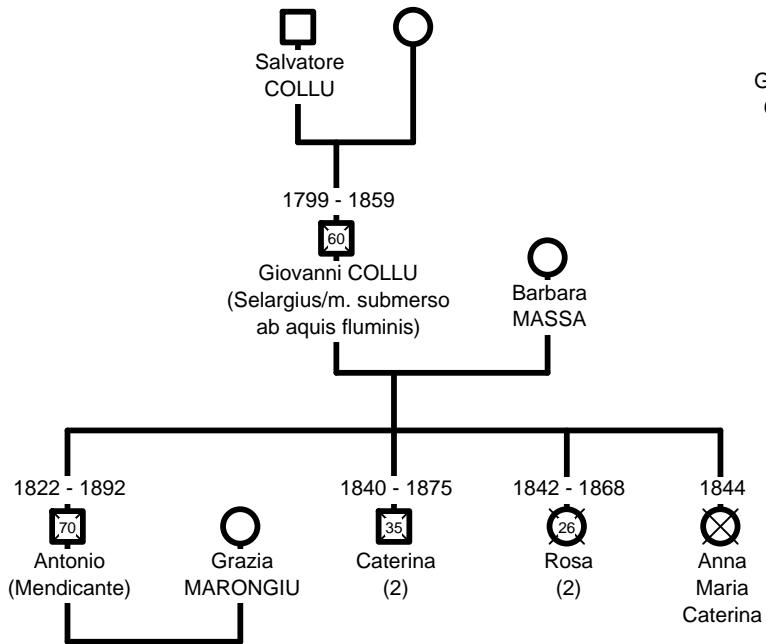 Salvatore
COLLU
G
1799 - 1859
60
Giovanni COLLU
(Selargius/m. submerso
ab aquis fluminis)
Barbara
MASSA
1822 - 1892
70
Antonio
(Mendicante)
Grazia
MARONGIU
1840 - 1875
35
Caterina
(2)
1842 - 1868
26
Rosa
(2)
1844
Anna
Maria
Caterina